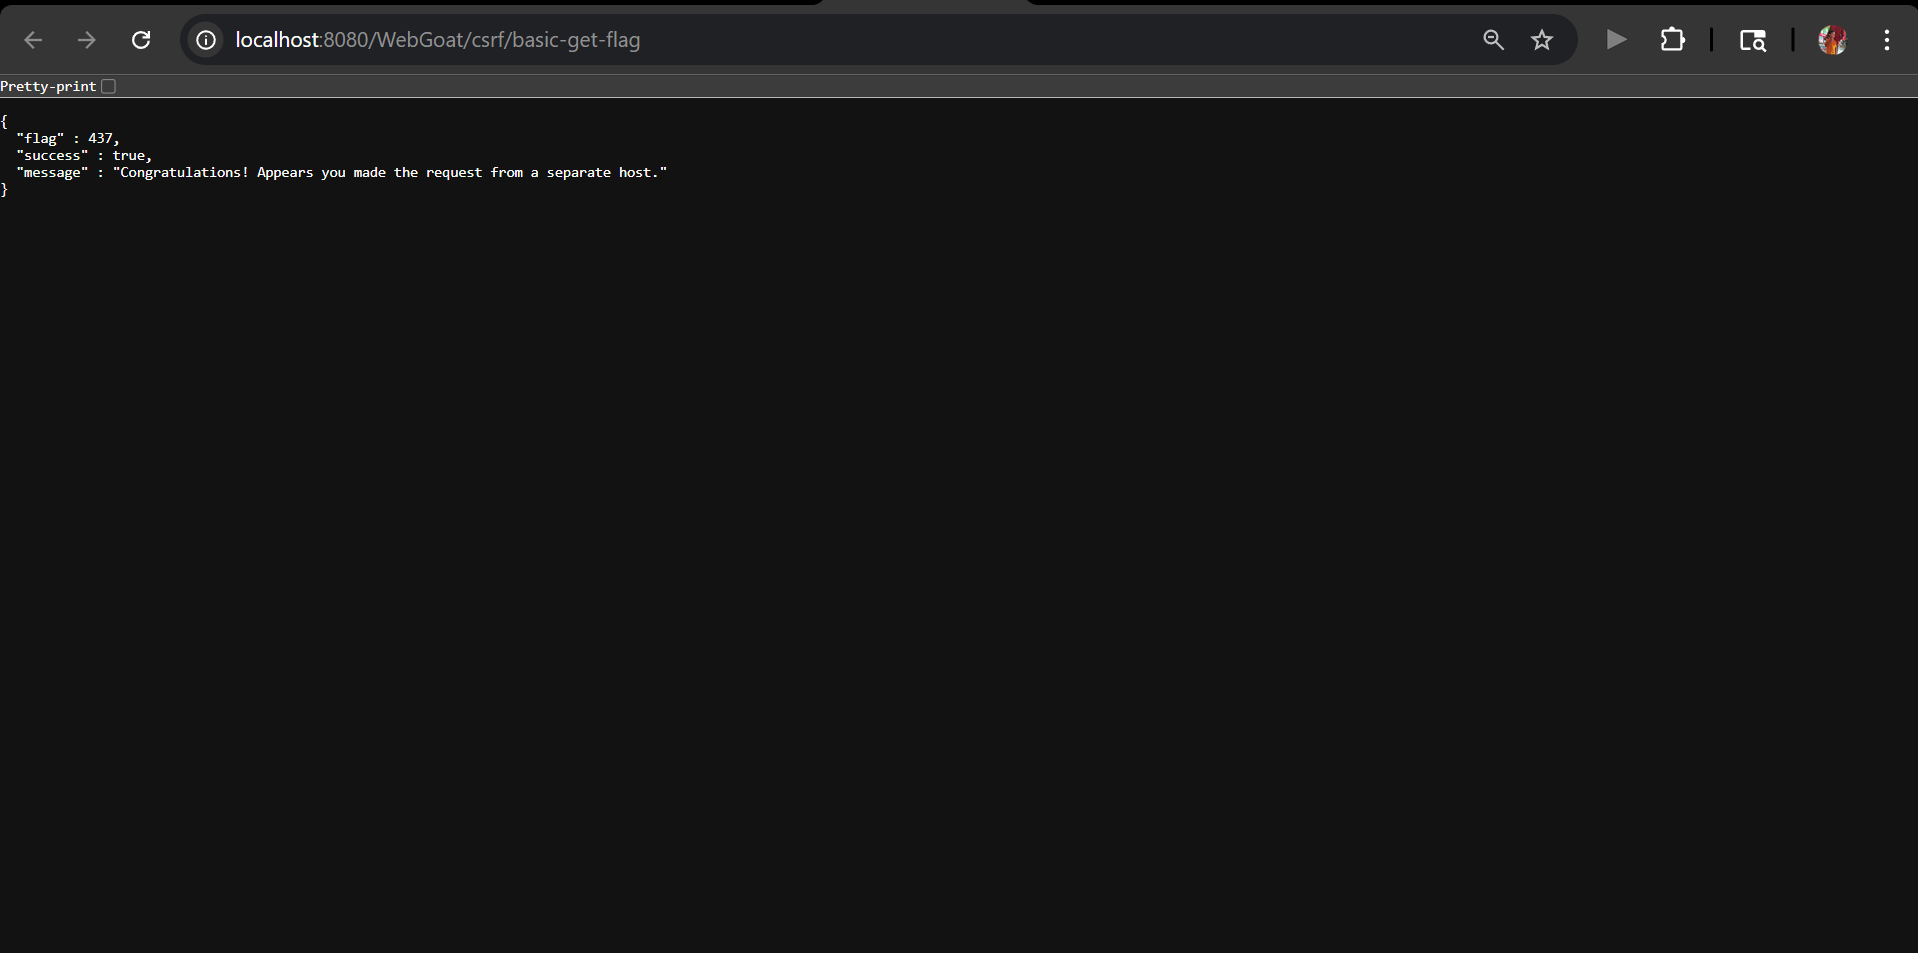 localhost:8080/WebGoat/csrf/basic-get-flag
Pretty-print
{
  "flag" : 437,
  "success" : true,
  "message" : "Congratulations! Appears you made the request from a separate host."
}